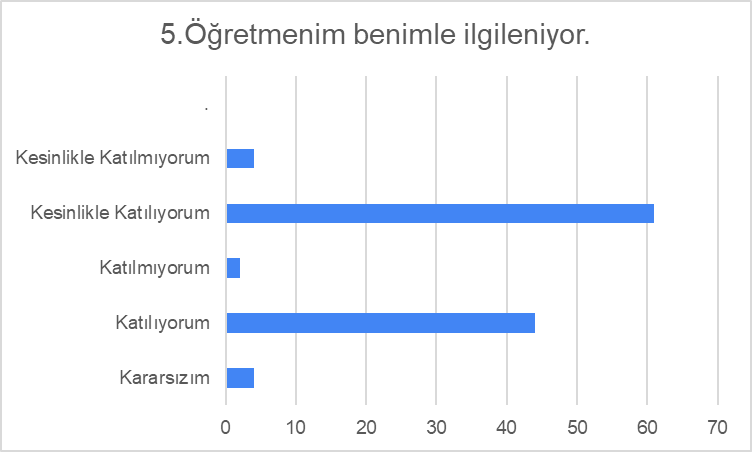 5.Öğretmenim benimle ilgileniyor.
.
Kesinlikle Katılmıyorum
Kesinlikle Katılıyorum
Katılmıyorum
Katılıyorum
Kararsızım
0 10 20 30 40 50 60 70